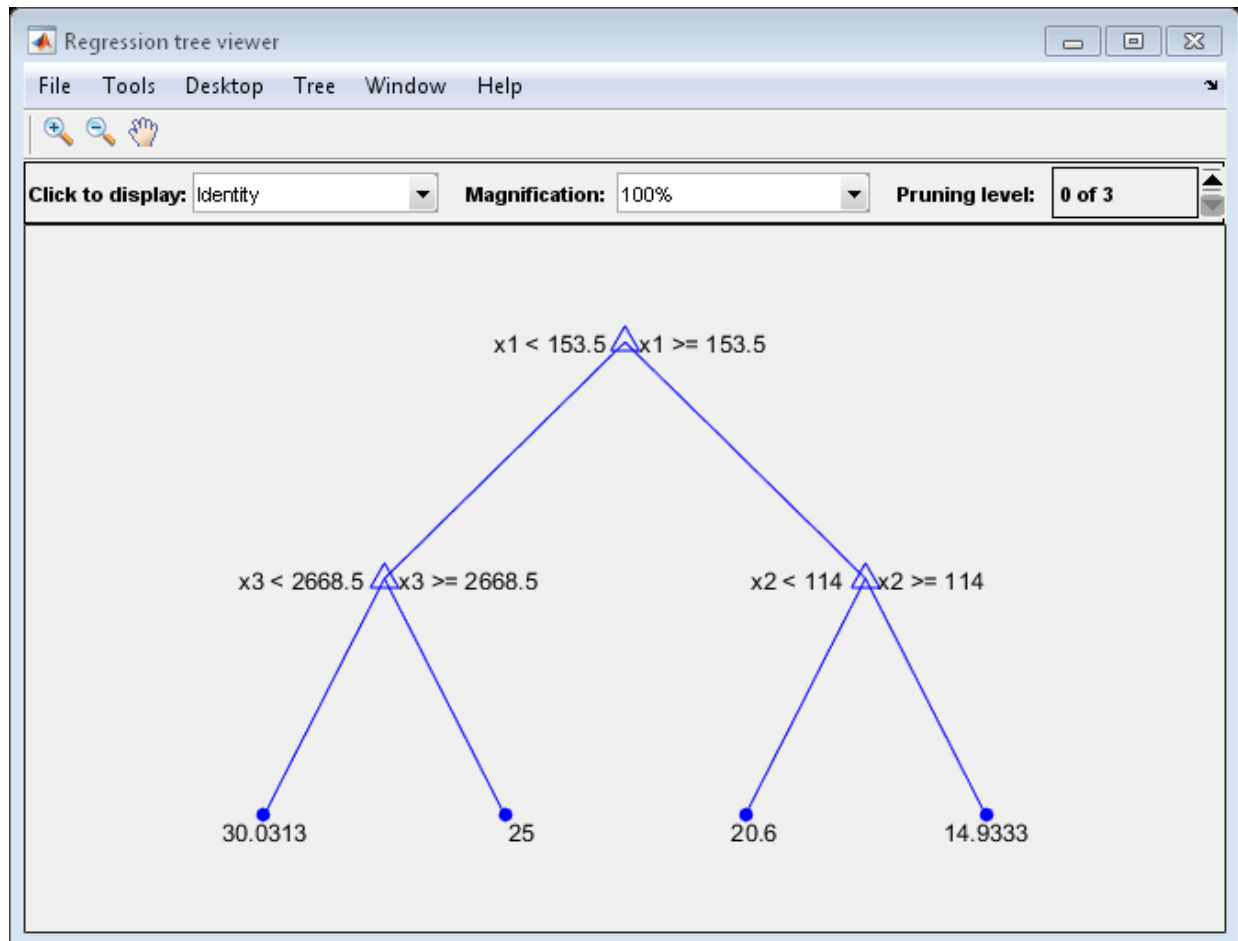 Regression tree viewer
File Tools Desktop Tree Window Help
Click to display: Identity Magnification: 100% Pruning level: 0 of 3
x1 < 153.5 x1 >= 153.5
x3 < 2668.5 x3 >= 2668.5 x2 < 114 x2 >= 114
30.0313 25 20.6 14.9333